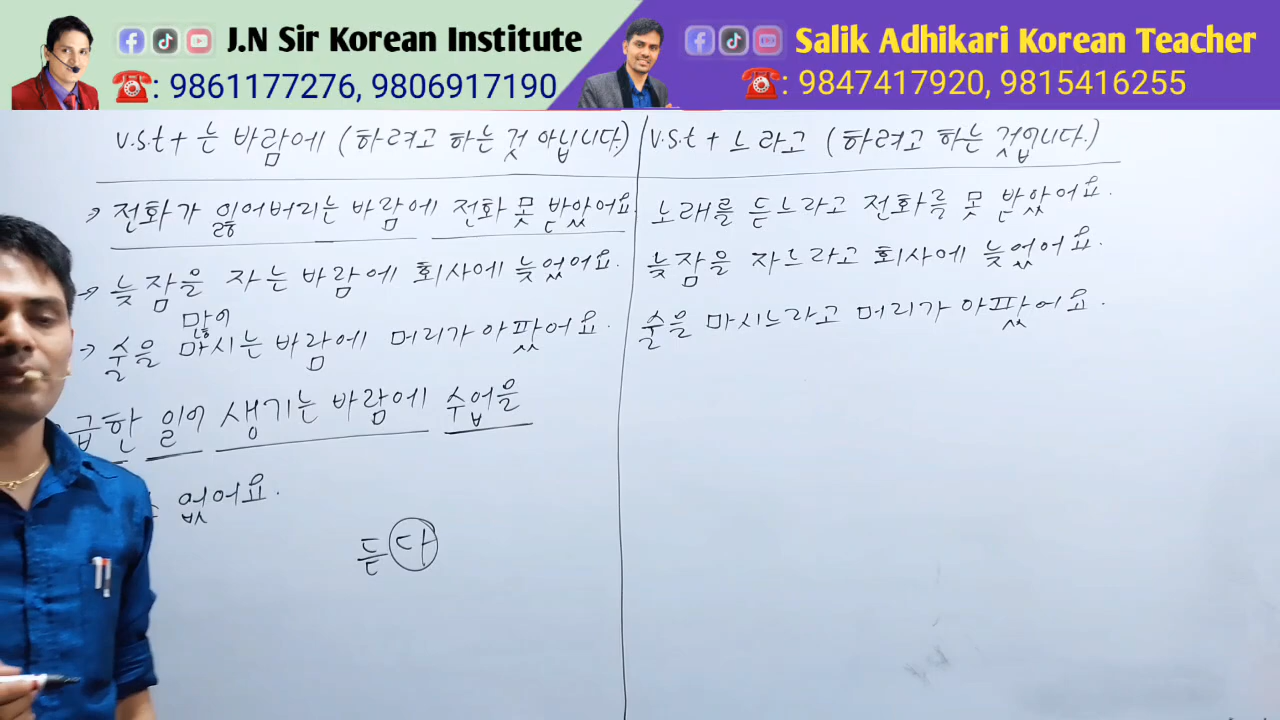 J.N Sir Korean Institute
☎: 9861177276, 9806917190
Salik Adhikari Korean Teacher
☎: 9847417920, 9815416255
v.s.t + 는 바람에 (하려고 하는 것 아닙니다.)
→ 전화가 잃어버리는 바람에 전화 못 받았어요
→ 늦잠을 자는 바람에 회사에 늦었어요.
많이
→ 술을 마시는 바람에 머리가 아팠어요.
급한 일이 생기는 바람에 수업을
없어요.
듣다
v.s.t + 느라고 (하려고 하는 것입니다.)
노래를 듣느라고 전화를 못 받았어요.
늦잠을 자느라고 회사에 늦었어요.
술을 마시느라고 머리가 아팠어요.